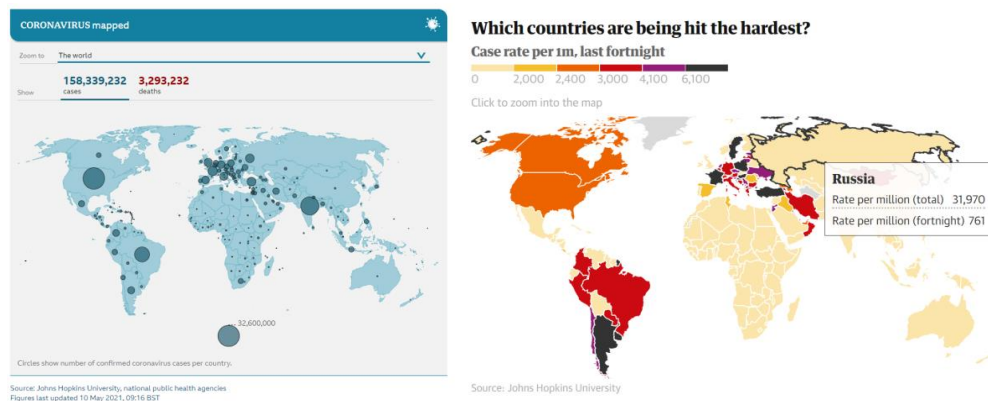 CORONAVIRUS mapped
Zoom to The world
158,339,232 3,293,232
Show cases deaths
32,600,000
Circles show number of confirmed coronavirus cases per country.
Source: Johns Hopkins University, national public health agencies
Figures last updated 10 May 2021, 09:16 BST
Which countries are being hit the hardest?
Case rate per 1m, last fortnight
0 2,000 2,400 3,000 4,100 6,100
Click to zoom into the map
Russia
Rate per million (total) 31,970
Rate per million (fortnight) 761
Source: Johns Hopkins University